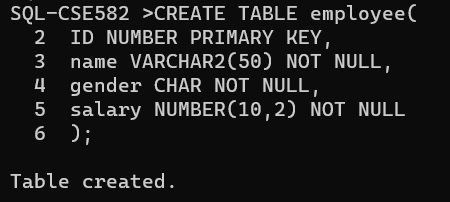 SQL-CSE582 >CREATE TABLE employee(
  2  ID NUMBER PRIMARY KEY,
  3  name VARCHAR2(50) NOT NULL,
  4  gender CHAR NOT NULL,
  5  salary NUMBER(10,2) NOT NULL
  6  );

Table created.